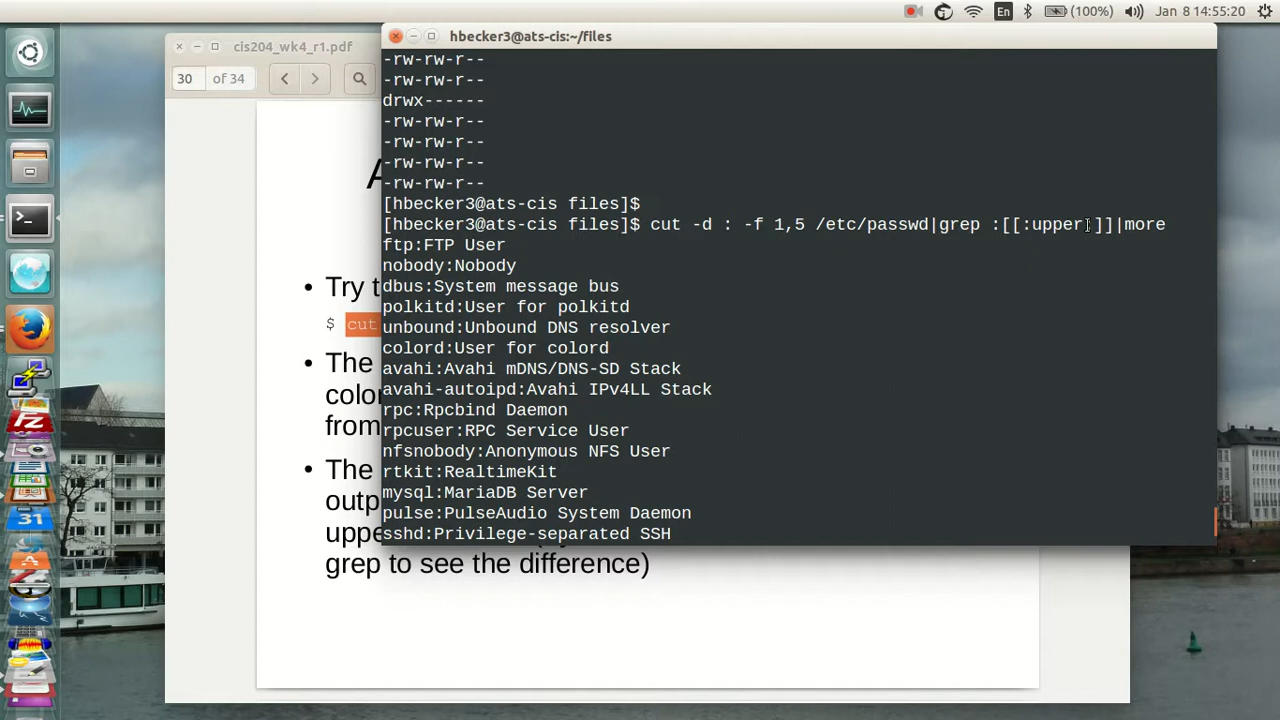 En (100%) Jan 8 14:55:20
cis204_wk4_r1.pdf
hbecker3@ats-cis:~/files
30 of 34
-rw-rw-r--
-rw-rw-r--
drwx------
-rw-rw-r--
-rw-rw-r--
-rw-rw-r--
-rw-rw-r--
[hbecker3@ats-cis files]$
[hbecker3@ats-cis files]$ cut -d : -f 1,5 /etc/passwd|grep :[[:upper:]]|more
ftp:FTP User
nobody:Nobody
dbus:System message bus
polkitd:User for polkitd
unbound:Unbound DNS resolver
colord:User for colord
avahi:Avahi mDNS/DNS-SD Stack
avahi-autoipd:Avahi IPv4LL Stack
rpc:Rpcbind Daemon
rpcuser:RPC Service User
nfsnobody:Anonymous NFS User
rtkit:RealtimeKit
mysql:MariaDB Server
pulse:PulseAudio System Daemon
sshd:Privilege-separated SSH
• Try
$ cut
• The
from
• The
grep to see the difference)
31